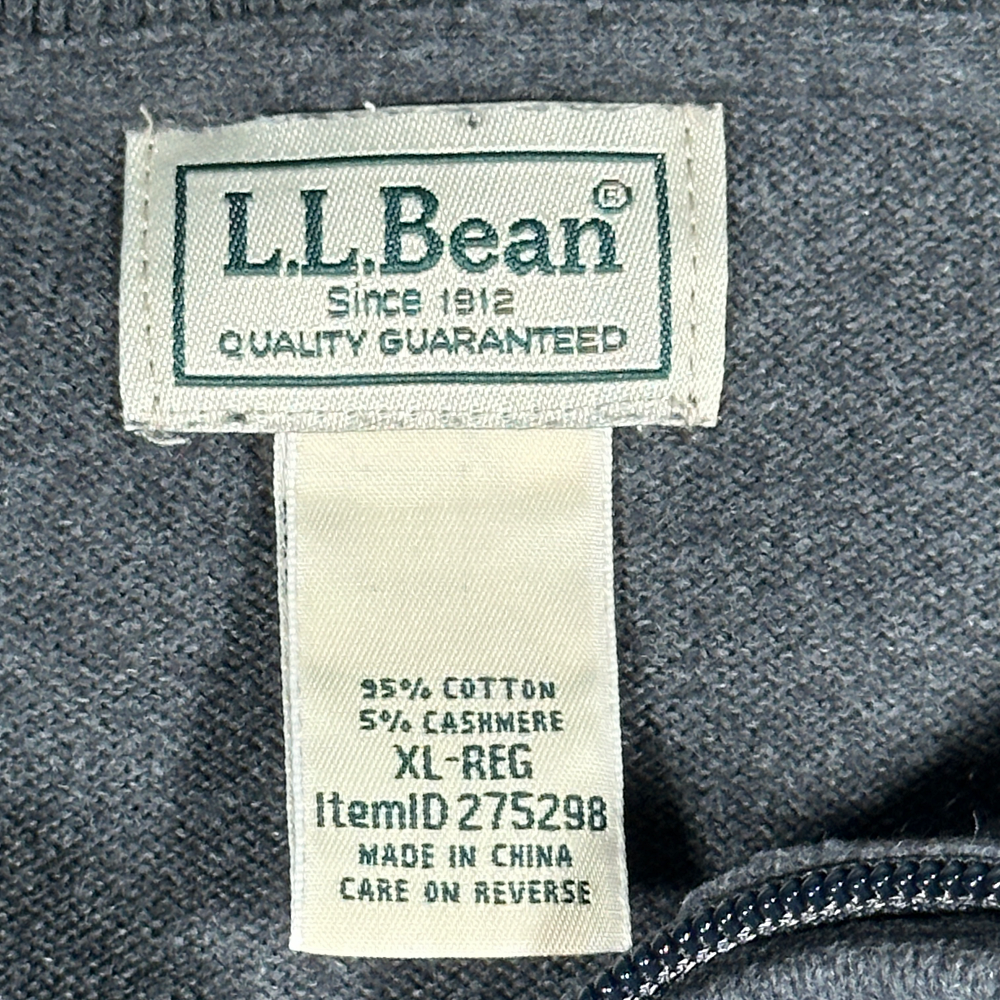 L.L.Bean®
Since 1912
QUALITY GUARANTEED
95% COTTON
5% CASHMERE
XL-REG
ItemID 275298
MADE IN CHINA
CARE ON REVERSE